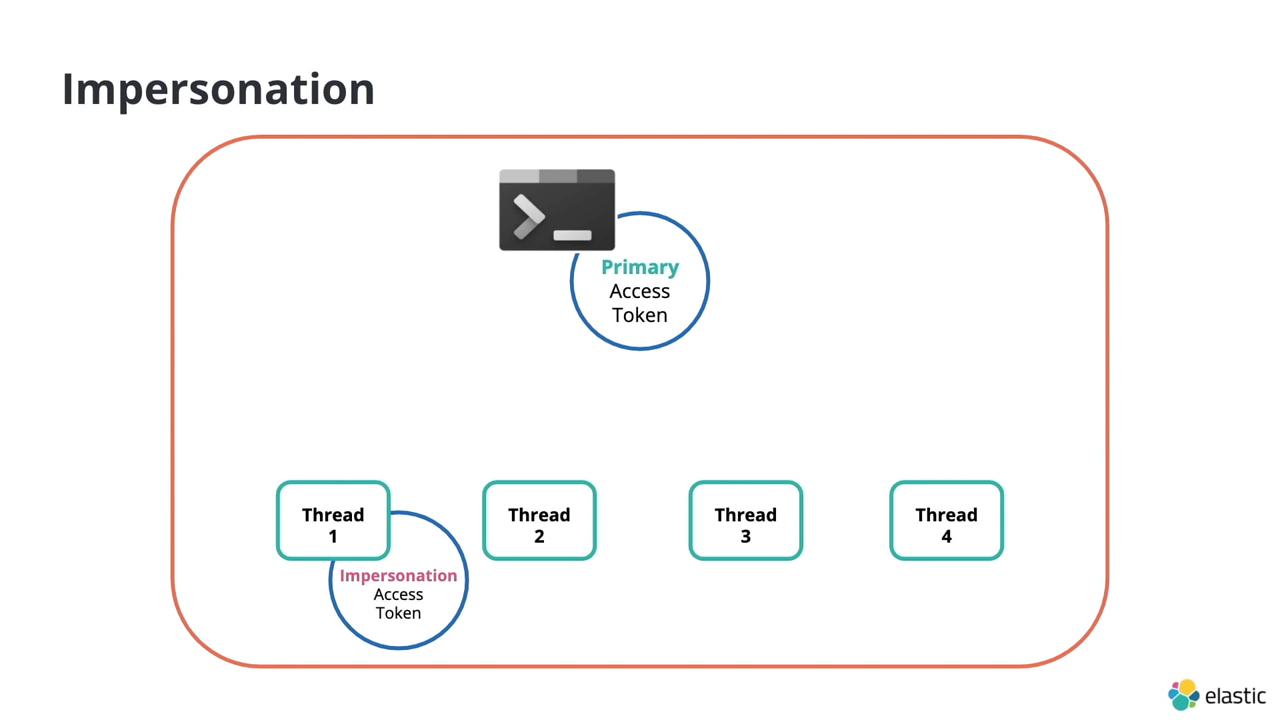 Impersonation
Primary
Access
Token
Thread
1
Thread
2
Thread
3
Thread
4
Impersonation
Access
Token
elastic